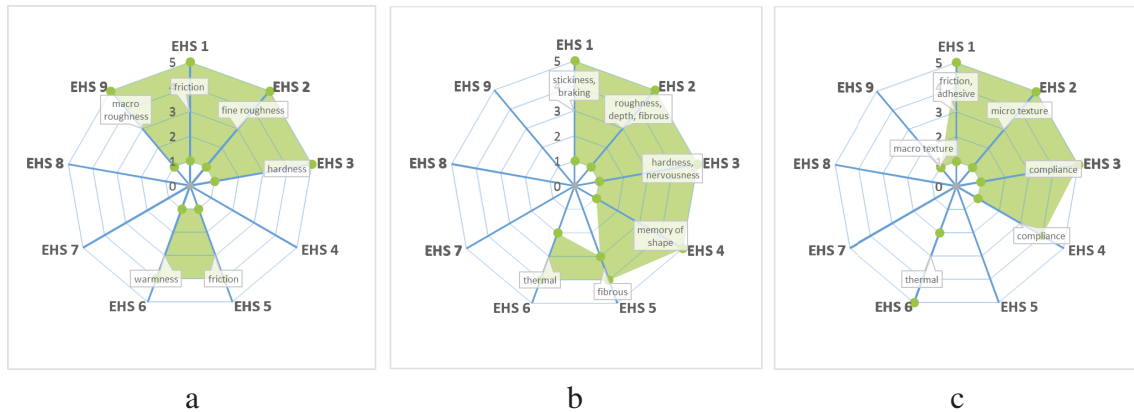 EHS 1
EHS 2
EHS 3
EHS 4
EHS 5
EHS 6
EHS 7
EHS 8
EHS 9
5
4
3
2
1
0
friction
fine roughness
hardness
friction
warmness
macro
roughness
a
EHS 1
EHS 2
EHS 3
EHS 4
EHS 5
EHS 6
EHS 7
EHS 8
EHS 9
5
4
3
2
1
0
stickiness,
braking
roughness,
depth, fibrous
hardness,
nervousness
memory of
shape
fibrous
thermal
b
EHS 1
EHS 2
EHS 3
EHS 4
EHS 5
EHS 6
EHS 7
EHS 8
EHS 9
5
4
3
2
1
0
friction,
adhesive
micro texture
compliance
compliance
thermal
macro texture
c